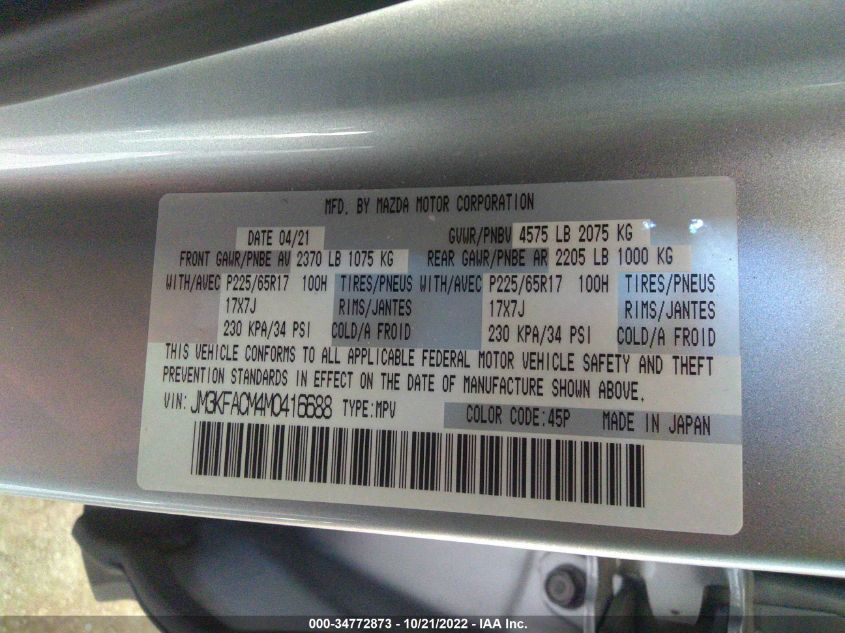 MFD. BY MAZDA MOTOR CORPORATION
DATE 04/21 GVWR/PNBV 4575 LB 2075 KG
FRONT GAWR/PNBE AV 2370 LB 1075 KG REAR GAWR/PNBE AR 2205 LB 1000 KG
WITH/AVEC P225/65R17 100H TIRES/PNEUS WITH/AVEC P225/65R17 100H TIRES/PNEUS
17X7J RIMS/JANTES 17X7J RIMS/JANTES
230 KPA/34 PSI COLD/A FROID 230 KPA/34 PSI COLD/A FROID
THIS VEHICLE CONFORMS TO ALL APPLICABLE FEDERAL MOTOR VEHICLE SAFETY AND THEFT
PREVENTION STANDARDS IN EFFECT ON THE DATE OF MANUFACTURE SHOWN ABOVE.
VIN: JM3KFACM4M0416688 TYPE:MPV COLOR CODE:45P MADE IN JAPAN
000-34772873 - 10/21/2022 - IAA Inc.